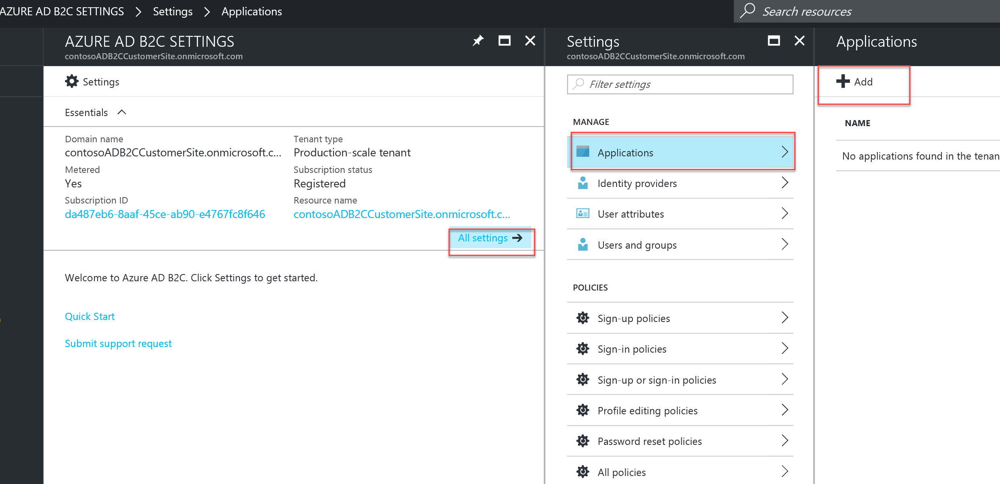 AZURE AD B2C SETTINGS > Settings > Applications
Search resources
AZURE AD B2C SETTINGS
contosoADB2CCustomerSite.onmicrosoft.com
Settings
Essentials
Domain name
contosoADB2CCustomerSite.onmicrosoft.c...
Tenant type
Production-scale tenant
Metered
Yes
Subscription status
Registered
Subscription ID
da487eb6-8aaf-45ce-ab90-e4767fc8f646
Resource name
contosoADB2CCustomerSite.onmicrosoft.c...
All settings
Welcome to Azure AD B2C. Click Settings to get started.
Quick Start
Submit support request
Settings
contosoADB2CCustomerSite.onmicrosoft.com
Filter settings
MANAGE
Applications
Identity providers
User attributes
Users and groups
POLICIES
Sign-up policies
Sign-in policies
Sign-up or sign-in policies
Profile editing policies
Password reset policies
All policies
Applications
Add
NAME
No applications found in the tenan